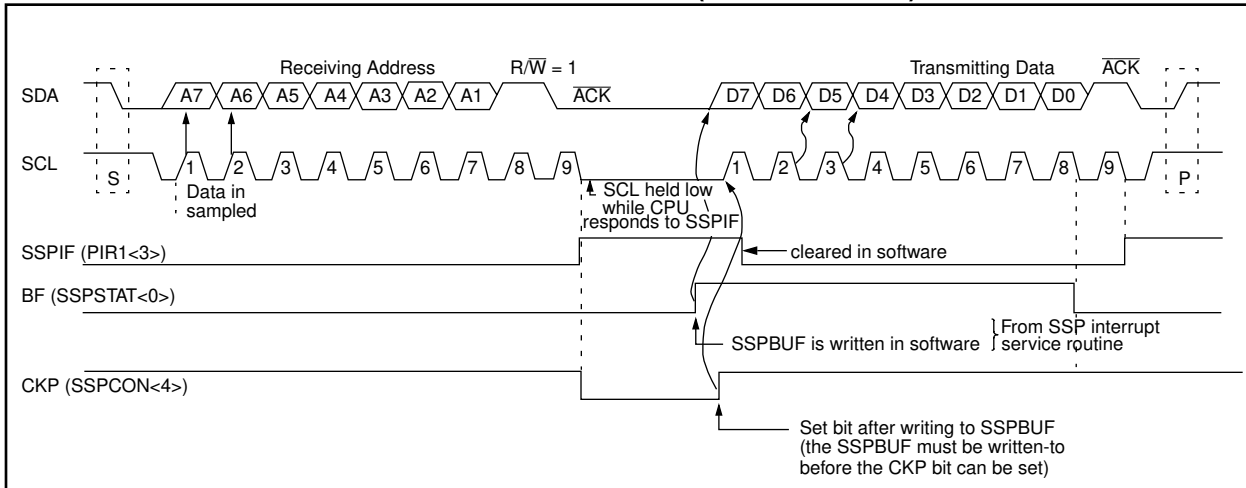 Receiving Address R/W = 1 Transmitting Data ACK
SDA A7 A6 A5 A4 A3 A2 A1 ACK D7 D6 D5 D4 D3 D2 D1 D0
SCL 1 2 3 4 5 6 7 8 9 1 2 3 4 5 6 7 8 9
S P
Data in
sampled
SCL held low
while CPU
responds to SSPIF
SSPIF (PIR1<3>)
cleared in software
BF (SSPSTAT<0>)
SSPBUF is written in software
From SSP interrupt
service routine
CKP (SSPCON<4>)
Set bit after writing to SSPBUF
(the SSPBUF must be written-to
before the CKP bit can be set)